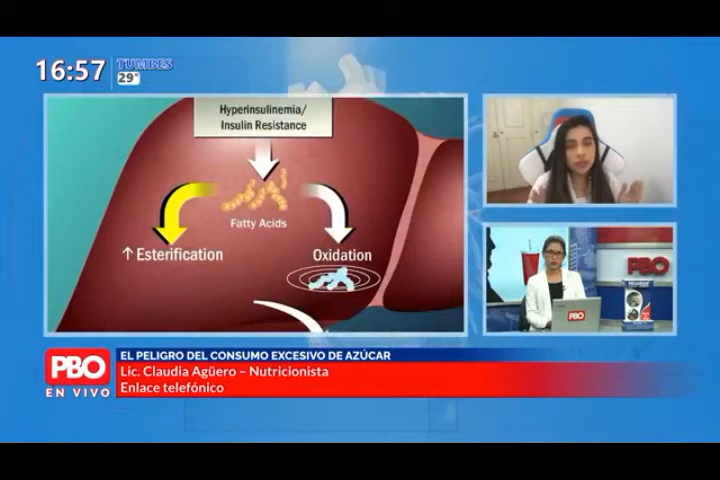 16:57
TUMBES
29°
Hyperinsulinemia/
Insulin Resistance
Fatty Acids
↑ Esterification
Oxidation
PBO
PBO
PBO
EN VIVO
EL PELIGRO DEL CONSUMO EXCESIVO DE AZÚCAR
Lic. Claudia Agüero – Nutricionista
Enlace telefónico